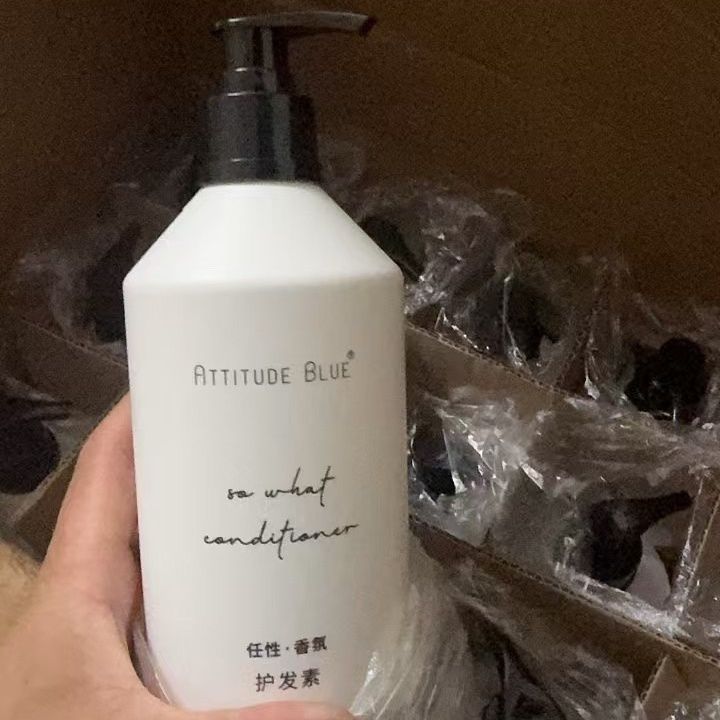 ATTITUDE BLUE®
so what
conditioner
任性·香氛
护发素